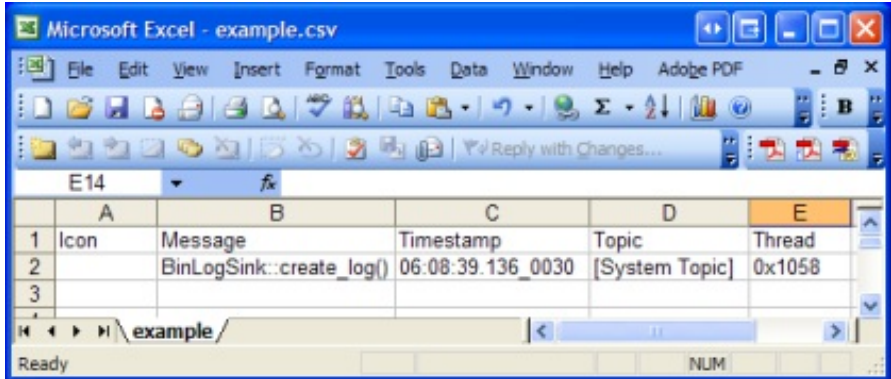 Microsoft Excel - example.csv
File Edit View Insert Format Tools Data Window Help Adobe PDF
ABC Σ B
Reply with Changes...
E14 fx
A B C D E
1 Icon Message Timestamp Topic Thread
2 BinLogSink::create_log() 06:08:39.136_0030 [System Topic] 0x1058
3
example
Ready NUM